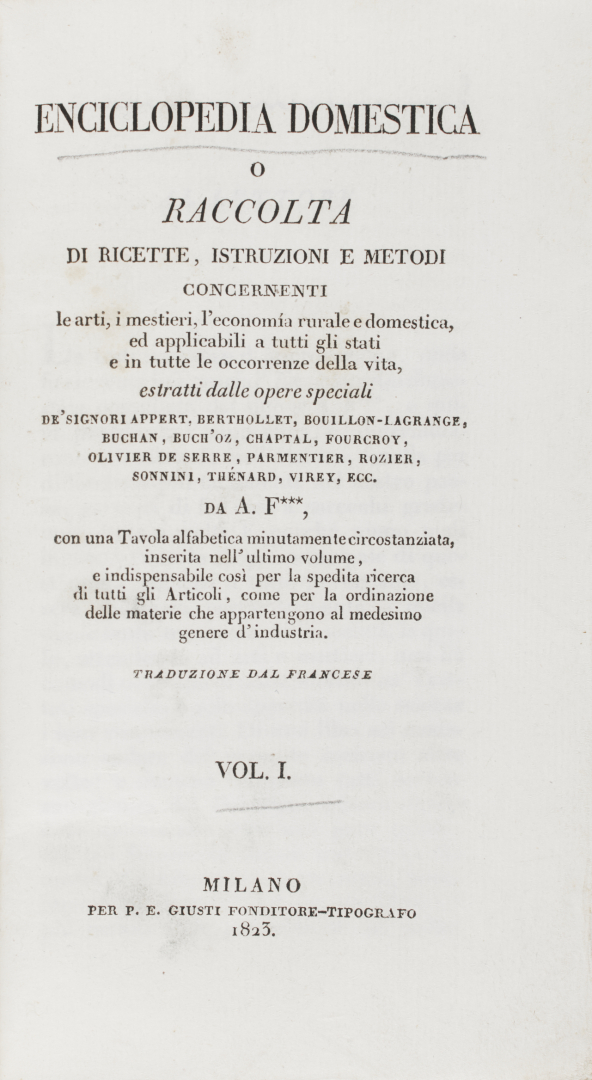 ENCICLOPEDIA DOMESTICA
O
RACCOLTA
DI RICETTE, ISTRUZIONI E METODI
CONCERNENTI
le arti, i mestieri, l'economía rurale e domestica,
ed applicabili a tutti gli stati
e in tutte le occorrenze della vita,
estratti dalle opere speciali
DE'SIGNORI APPERT, BERTHOLLET, BOUILLON-LAGRANGE,
BUCHAN, BUCH'OZ, CHAPTAL, FOURCROY,
OLIVIER DE SERRE, PARMENTIER, ROZIER,
SONNINI, THÉNARD, VIREY, ECC.
DA A. F***,
con una Tavola alfabetica minutamente circostanziata,
inserita nell'ultimo volume,
e indispensabile così per la spedita ricerca
di tutti gli Articoli, come per la ordinazione
delle materie che appartengono al medesimo
genere d'industria.
TRADUZIONE DAL FRANCESE
VOL. I.
MILANO
PER P. E. GIUSTI FONDITORE-TIPOGRAFO
1823.